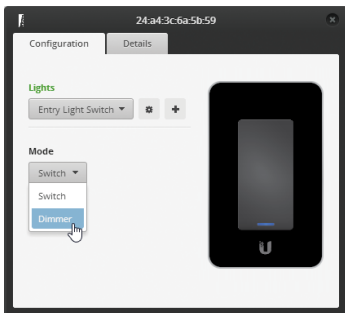 24:a4:3c:6a:5b:59
Configuration Details
Lights
Entry Light Switch
Mode
Switch
Switch
Dimmer